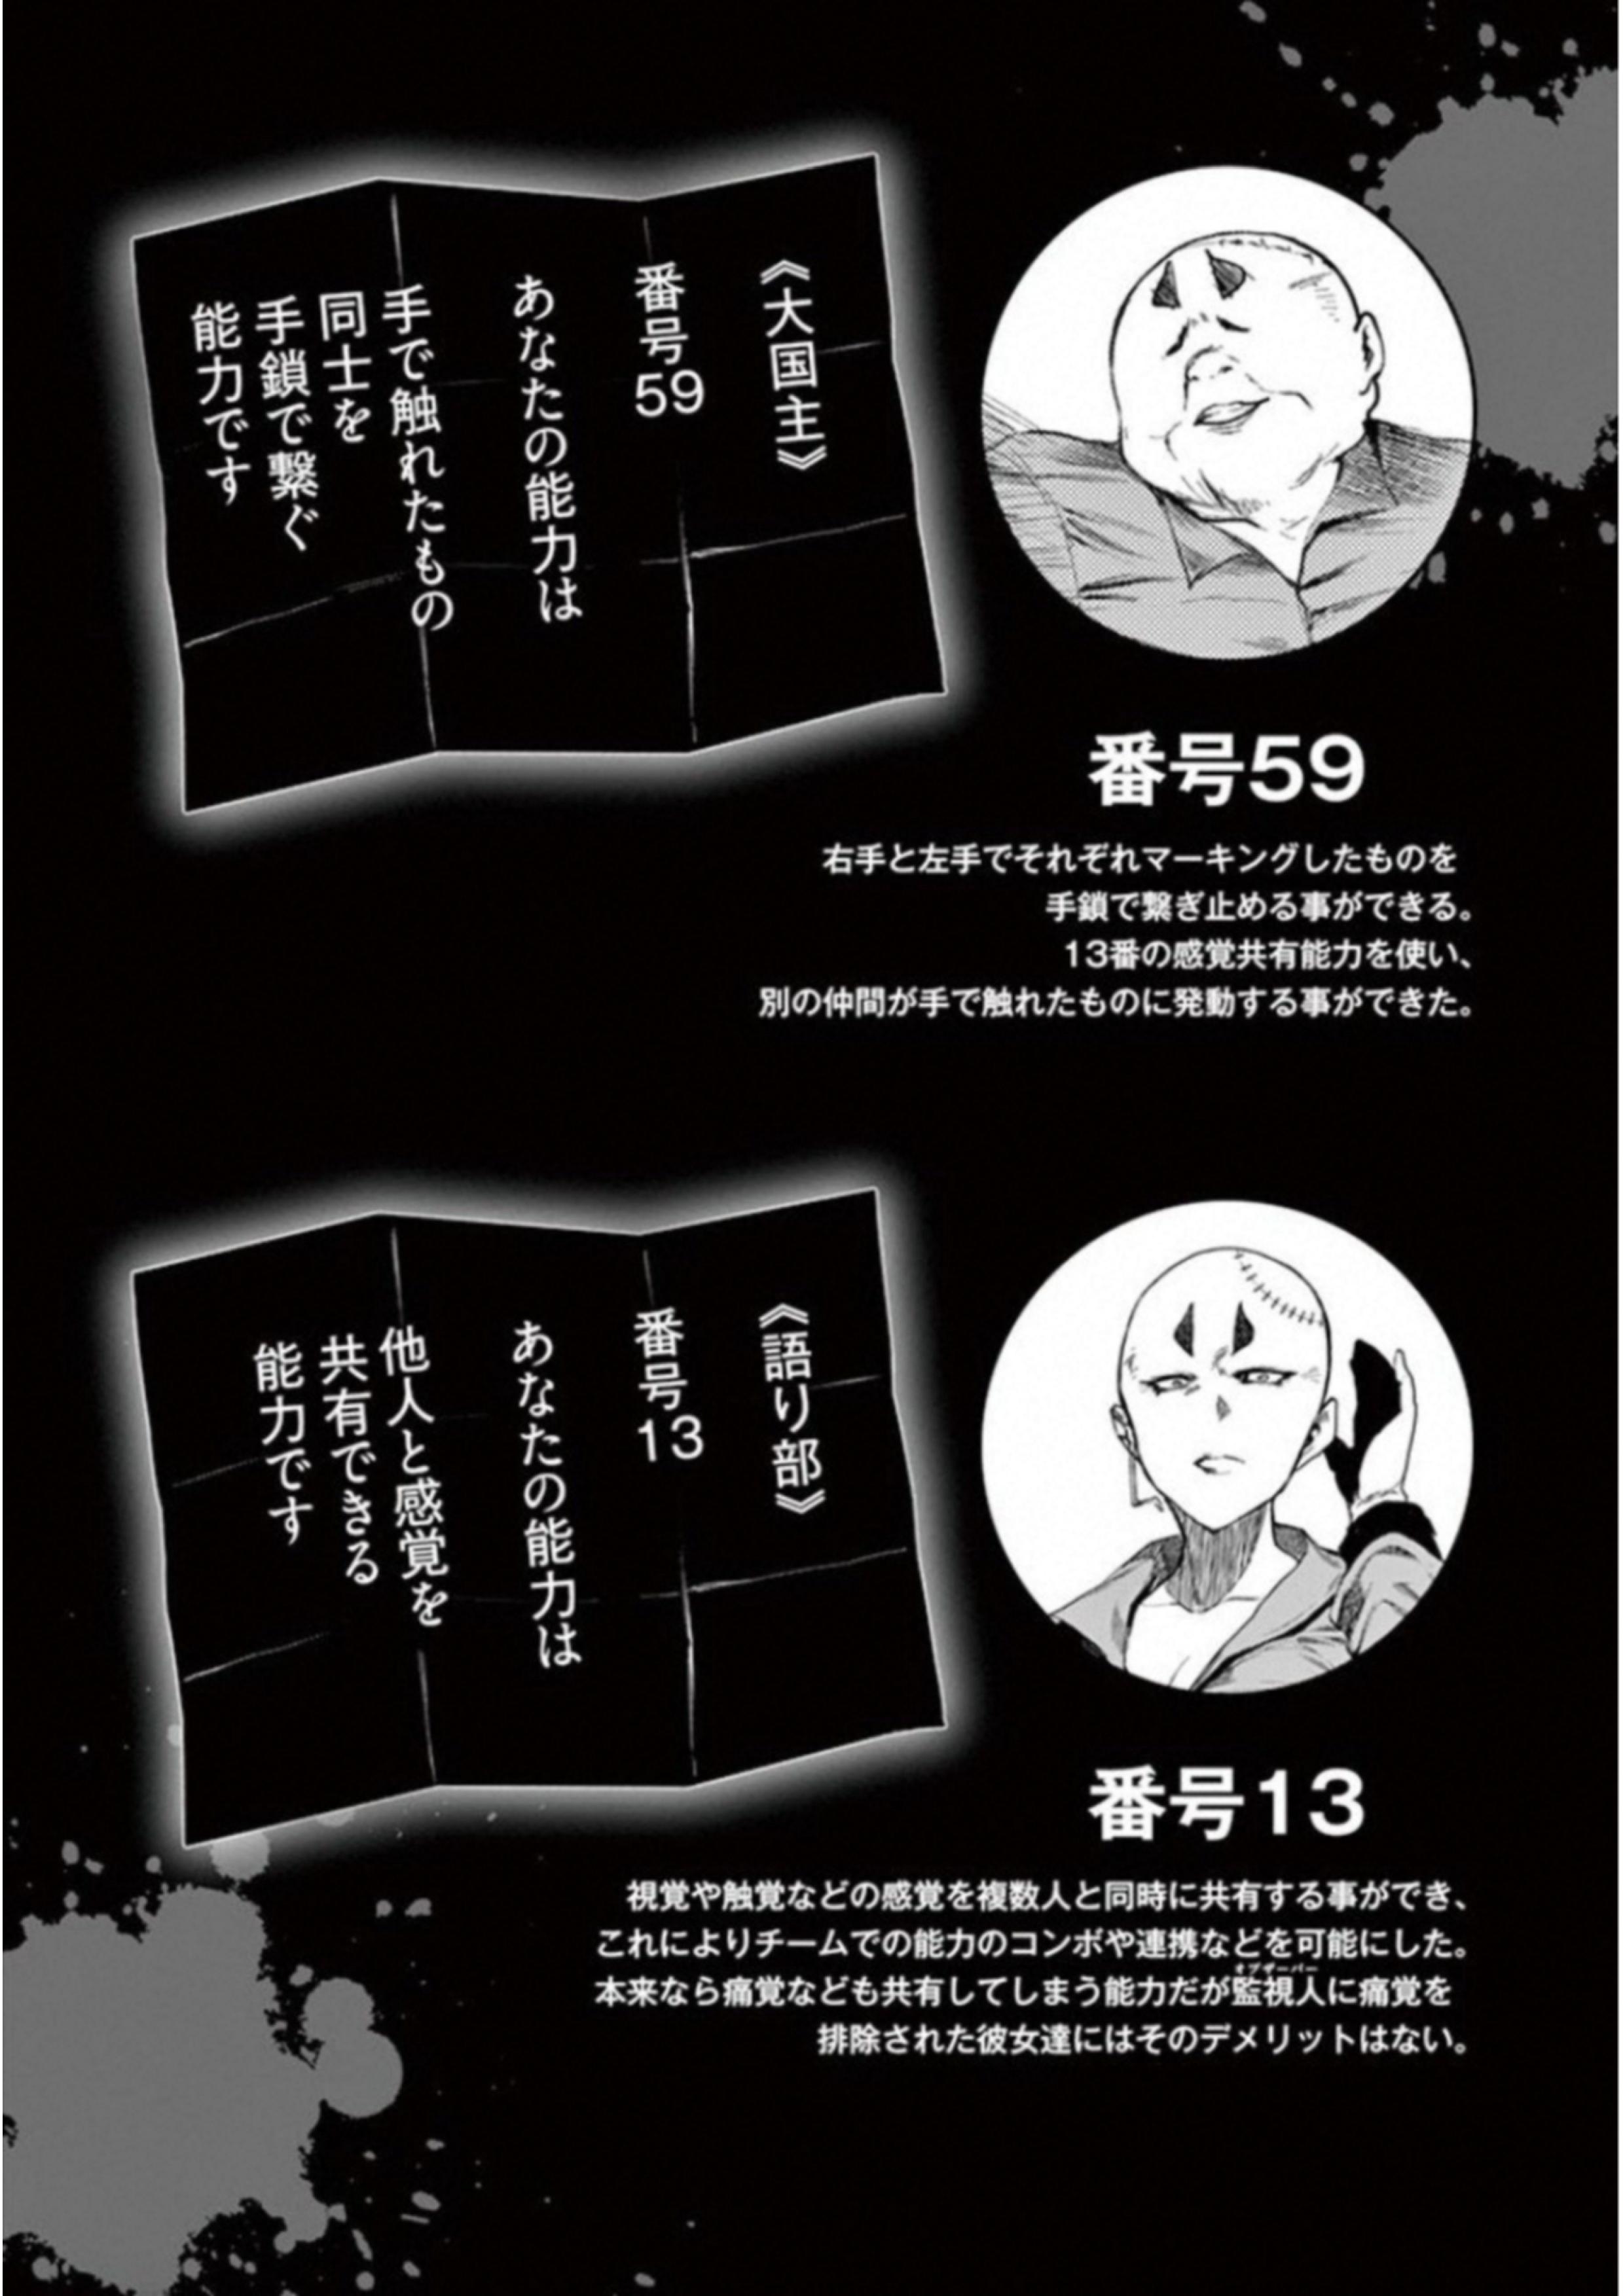 《大国主》
番号59
あなたの能力は
手で触れたもの
同士を
手鎖で繋ぐ
能力です
番号59
右手と左手でそれぞれマーキングしたものを
手鎖で繋ぎ止める事ができる。
13番の感覚共有能力を使い、
別の仲間が手で触れたものに発動する事ができた。
《語り部》
番号13
あなたの能力は
他人と感覚を
共有できる
能力です
番号13
視覚や触覚などの感覚を複数人と同時に共有する事ができ、
これによりチームでの能力のコンボや連携などを可能にした。
オブザーバー
本来なら痛覚なども共有してしまう能力だが監視人に痛覚を
排除された彼女達にはそのデメリットはない。